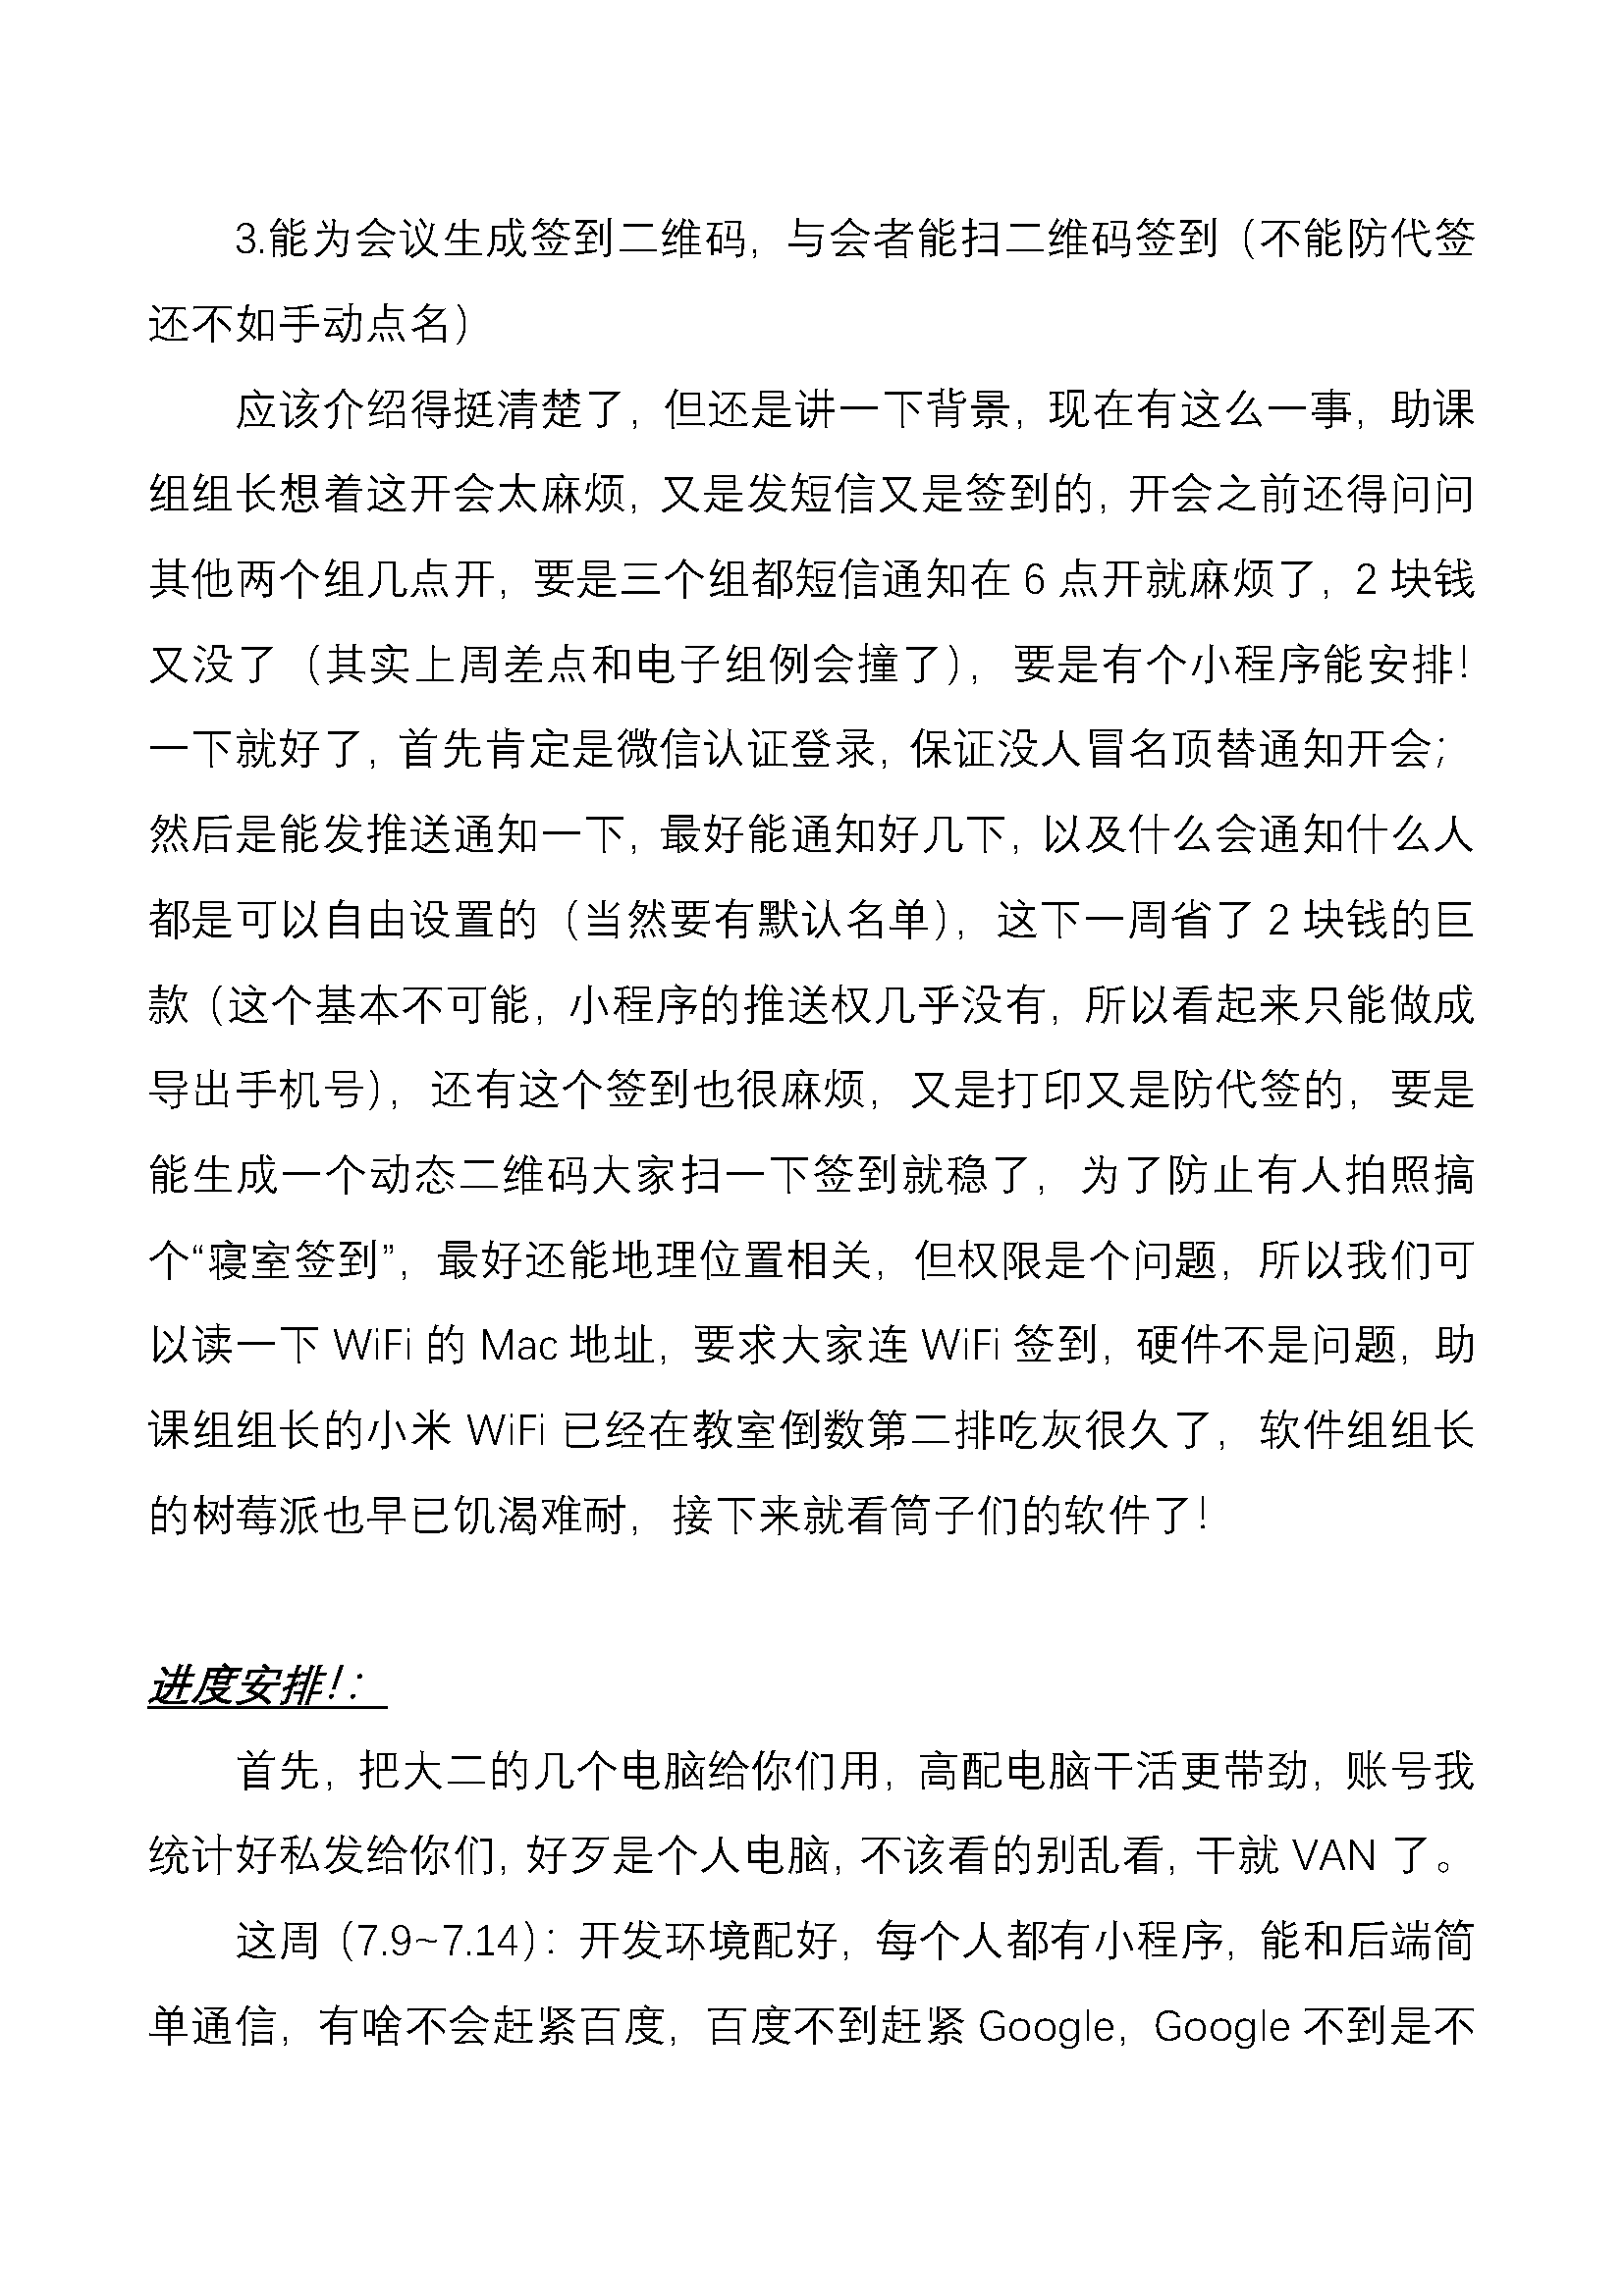 3.能为会议生成签到二维码，与会者能扫二维码签到（不能防代签
还不如手动点名）
应该介绍得挺清楚了，但还是讲一下背景，现在有这么一事，助课
组组长想着这开会太麻烦，又是发短信又是签到的，开会之前还得问问
其他两个组几点开，要是三个组都短信通知在 6 点开就麻烦了，2 块钱
又没了（其实上周差点和电子组例会撞了），要是有个小程序能安排！
一下就好了，首先肯定是微信认证登录，保证没人冒名顶替通知开会；
然后是能发推送通知一下，最好能通知好几下，以及什么会通知什么人
都是可以自由设置的（当然要有默认名单），这下一周省了 2 块钱的巨
款（这个基本不可能，小程序的推送权几乎没有，所以看起来只能做成
导出手机号），还有这个签到也很麻烦，又是打印又是防代签的，要是
能生成一个动态二维码大家扫一下签到就稳了，为了防止有人拍照搞
个“寝室签到”，最好还能地理位置相关，但权限是个问题，所以我们可
以读一下 WiFi 的 Mac 地址，要求大家连 WiFi 签到，硬件不是问题，助
课组组长的小米 WiFi 已经在教室倒数第二排吃灰很久了，软件组组长
的树莓派也早已饥渴难耐，接下来就看筒子们的软件了！
进度安排！：
首先，把大二的几个电脑给你们用，高配电脑干活更带劲，账号我
统计好私发给你们，好歹是个人电脑，不该看的别乱看，干就 VAN 了。
这周（7.9~7.14）：开发环境配好，每个人都有小程序，能和后端简
单通信，有啥不会赶紧百度，百度不到赶紧 Google，Google 不到是不